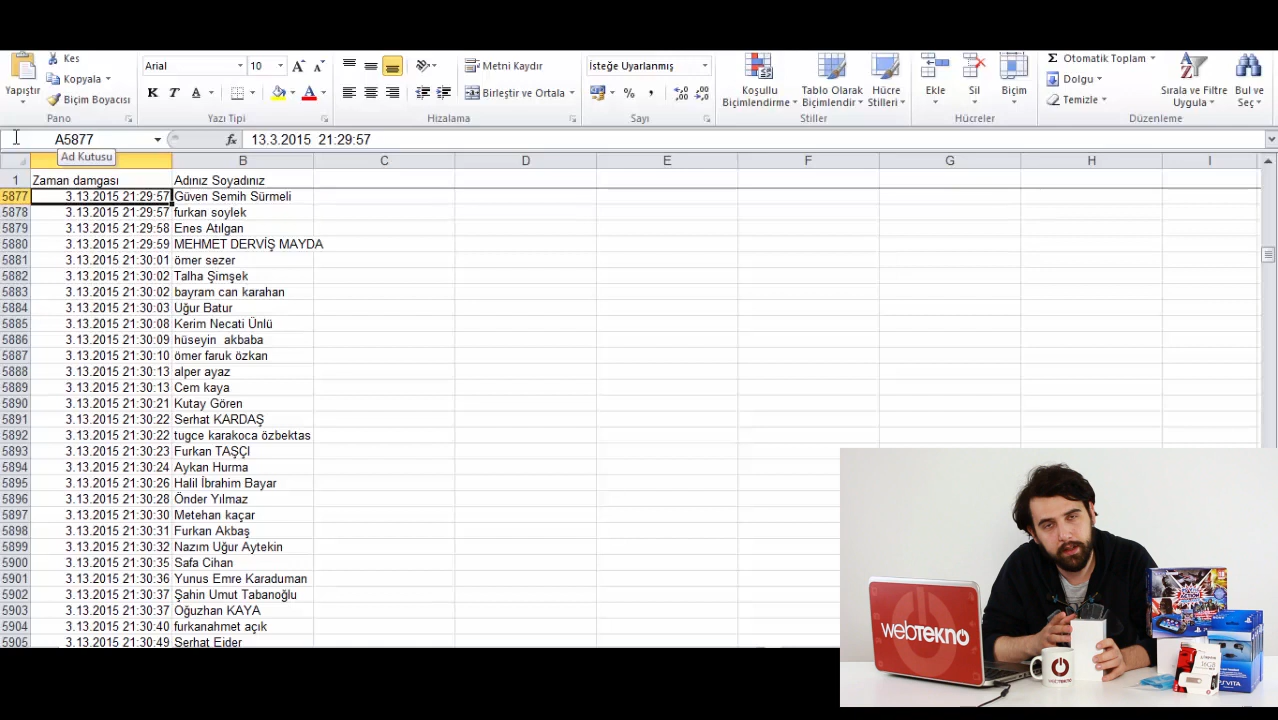 Kes
Kopyala
Biçim Boyacısı
Yapıştır
Pano
Arial 10
K T A A
Yazı Tipi
Metni Kaydır
Birleştir ve Ortala
Hizalama
İsteğe Uyarlanmış
% ,
Sayı
Koşullu Biçimlendirme
Tablo Olarak Biçimlendir
Hücre Stilleri
Stiller
Ekle
Sil
Biçim
Hücreler
Σ Otomatik Toplam
Dolgu
Temizle
Sırala ve Filtre Uygula
Bul ve Seç
Düzenleme
A5877 fx 13.3.2015 21:29:57
Ad Kutusu
B C D E F G H I
1 Zaman damgası Adınız Soyadınız
5877 3.13.2015 21:29:57 Güven Semih Sürmeli
5878 3.13.2015 21:29:57 furkan soylek
5879 3.13.2015 21:29:58 Enes Atılgan
5880 3.13.2015 21:29:59 MEHMET DERVİŞ MAYDA
5881 3.13.2015 21:30:01 ömer sezer
5882 3.13.2015 21:30:02 Talha Şimşek
5883 3.13.2015 21:30:02 bayram can karahan
5884 3.13.2015 21:30:03 Uğur Batur
5885 3.13.2015 21:30:08 Kerim Necati Ünlü
5886 3.13.2015 21:30:09 hüseyin akbaba
5887 3.13.2015 21:30:10 ömer faruk özkan
5888 3.13.2015 21:30:13 alper ayaz
5889 3.13.2015 21:30:13 Cem kaya
5890 3.13.2015 21:30:21 Kutay Gören
5891 3.13.2015 21:30:22 Serhat KARDAŞ
5892 3.13.2015 21:30:22 tugce karakoca özbektas
5893 3.13.2015 21:30:23 Furkan TAŞÇI
5894 3.13.2015 21:30:24 Aykan Hurma
5895 3.13.2015 21:30:26 Halil İbrahim Bayar
5896 3.13.2015 21:30:28 Önder Yılmaz
5897 3.13.2015 21:30:30 Metehan kaçar
5898 3.13.2015 21:30:31 Furkan Akbaş
5899 3.13.2015 21:30:32 Nazım Uğur Aytekin
5900 3.13.2015 21:30:35 Safa Cihan
5901 3.13.2015 21:30:36 Yunus Emre Karaduman
5902 3.13.2015 21:30:37 Şahin Umut Tabanoğlu
5903 3.13.2015 21:30:37 Oğuzhan KAYA
5904 3.13.2015 21:30:40 furkanahmet açık
5905 3.13.2015 21:30:49 Serhat Eider
webtekno
16GB
PSVITA